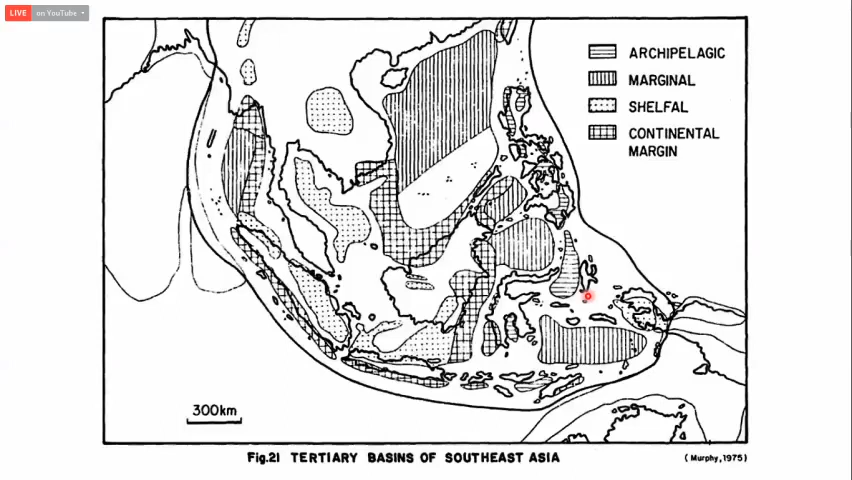 LIVE on YouTube
ARCHIPELAGIC
MARGINAL
SHELFAL
CONTINENTAL
MARGIN
300km
Fig.21 TERTIARY BASINS OF SOUTHEAST ASIA
(Murphy,1975)